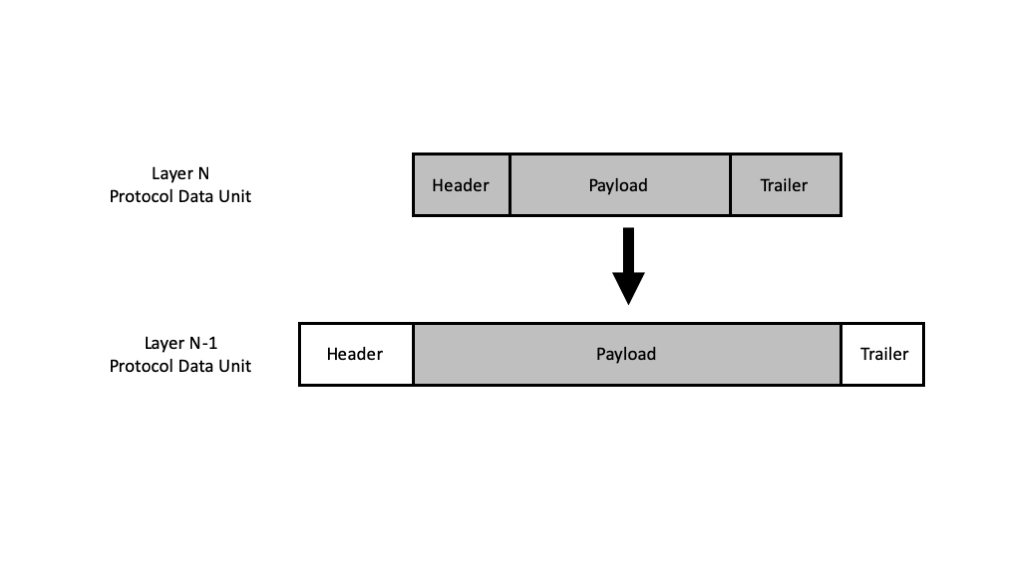 Layer N
Protocol Data Unit
Header
Payload
Trailer
Layer N-1
Protocol Data Unit
Header
Payload
Trailer